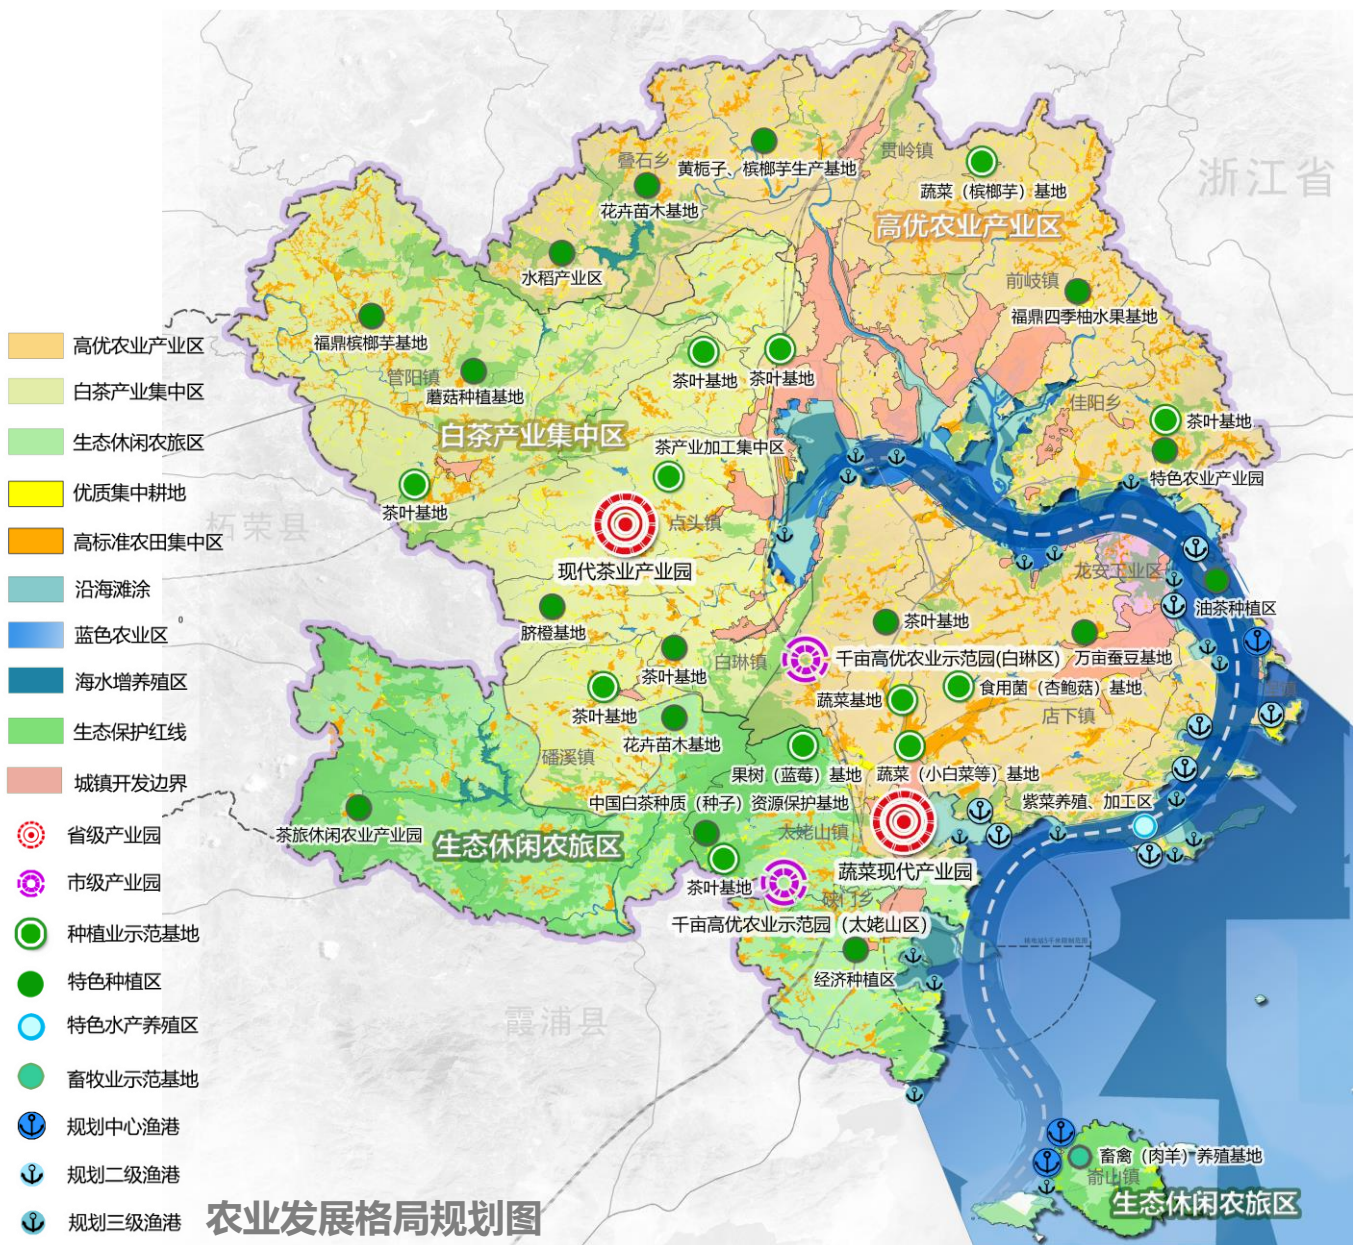 浙江省
贯岭镇
叠石乡
黄栀子、槟榔芋生产基地
蔬菜（槟榔芋）基地
花卉苗木基地
高优农业产业区
水稻产业区
前岐镇
福鼎四季柚水果基地
福鼎槟榔芋基地
管阳镇
蘑菇种植基地
茶叶基地
茶叶基地
佳阳乡
茶叶基地
白茶产业集中区
茶产业加工集中区
特色农业产业园
茶叶基地
柘荣县
点头镇
现代茶业产业园
龙安工业区
油茶种植区
脐橙基地
茶叶基地
白琳镇
千亩高优农业示范园(白琳区)
万亩蚕豆基地
茶叶基地
茶叶基地
蔬菜基地
食用菌（杏鲍菇）基地
店下镇
花卉苗木基地
磻溪镇
果树（蓝莓）基地
蔬菜（小白菜等）基地
中国白茶种质（种子）资源保护基地
紫菜养殖、加工区
茶旅休闲农业产业园
生态休闲农旅区
太姥山镇
蔬菜现代产业园
茶叶基地
硖门乡
千亩高优农业示范园（太姥山区）
经济种植区
霞浦县
畜禽（肉羊）养殖基地
嵛山镇
生态休闲农旅区
高优农业产业区
白茶产业集中区
生态休闲农旅区
优质集中耕地
高标准农田集中区
沿海滩涂
蓝色农业区
海水增养殖区
生态保护红线
城镇开发边界
省级产业园
市级产业园
种植业示范基地
特色种植区
特色水产养殖区
畜牧业示范基地
规划中心渔港
规划二级渔港
规划三级渔港
农业发展格局规划图